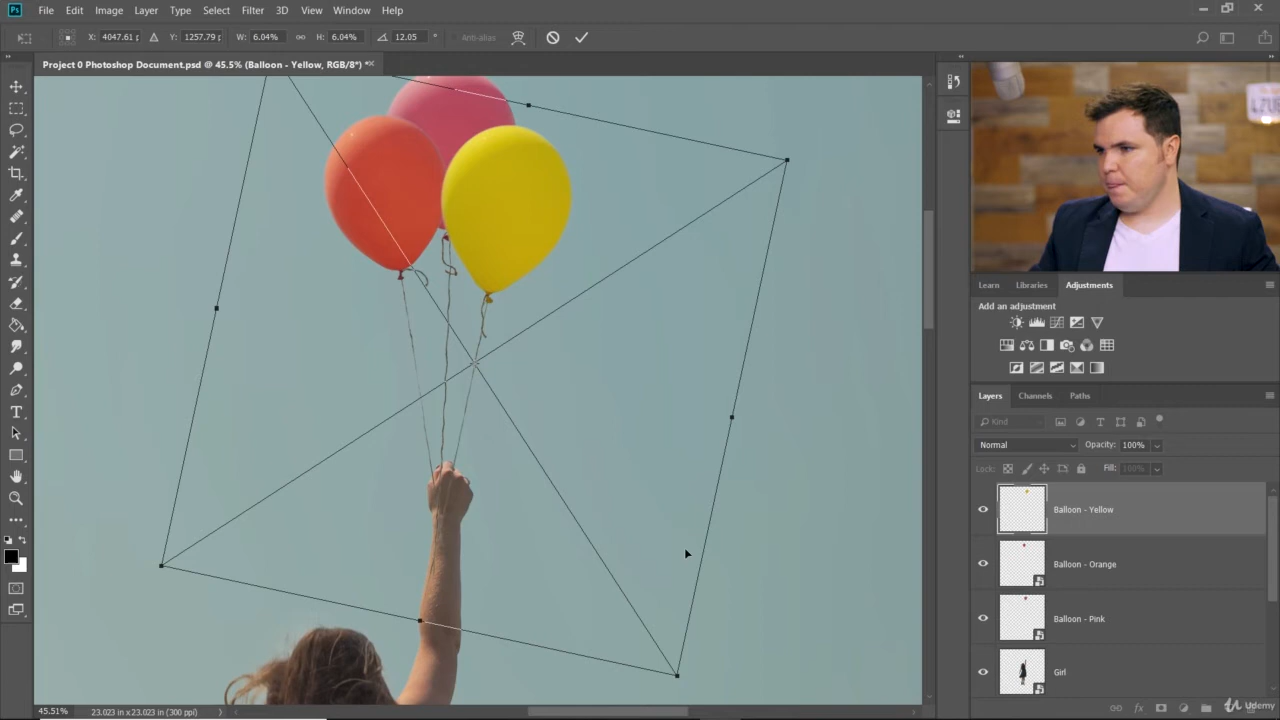 Ps File Edit Image Layer Type Select Filter 3D View Window Help
X: 4047.61 p Y: 1257.79 p W: 6.04% H: 6.04% 12.05 ° Anti-alias
Project 0 Photoshop Document.psd @ 45.5% (Balloon - Yellow, RGB/8*) *
Learn Libraries Adjustments
Add an adjustment
Layers Channels Paths
Kind
Normal Opacity: 100%
Lock: Fill: 100%
Balloon - Yellow
Balloon - Orange
Balloon - Pink
Girl
45.51% 23.023 in x 23.023 in (300 ppi)
fx
Udemy